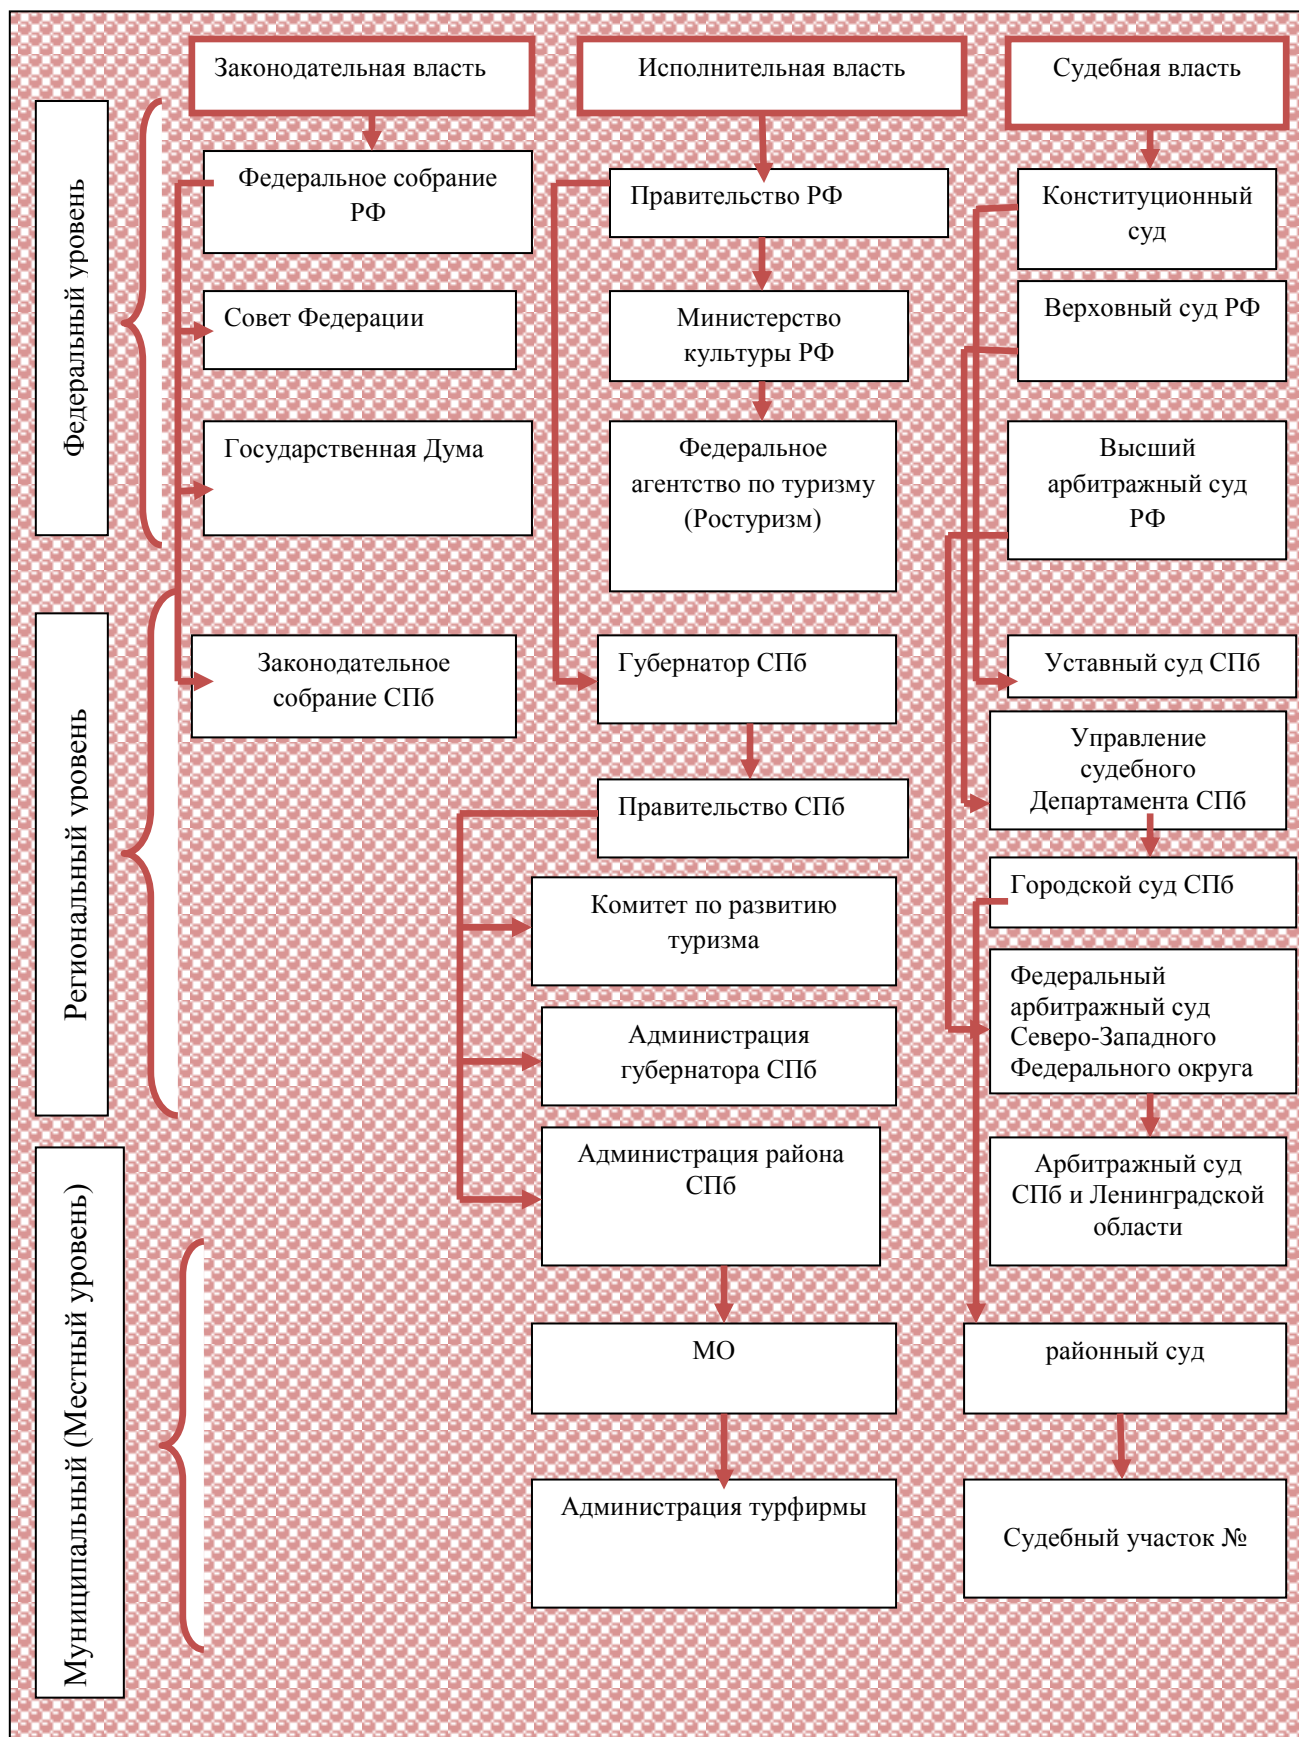 Законодательная власть
Исполнительная власть
Судебная власть
Федеральный уровень
Федеральное собрание
РФ
Совет Федерации
Государственная Дума
Правительство РФ
Министерство
культуры РФ
Федеральное
агентство по туризму
(Ростуризм)
Конституционный
суд
Верховный суд РФ
Высший
арбитражный суд
РФ
Региональный уровень
Законодательное
собрание СПб
Губернатор СПб
Правительство СПб
Комитет по развитию
туризма
Администрация
губернатора СПб
Администрация района
СПб
Уставный суд СПб
Управление
судебного
Департамента СПб
Городской суд СПб
Федеральный
арбитражный суд
Северо-Западного
Федерального округа
Арбитражный суд
СПб и Ленинградской
области
Муниципальный (Местный уровень)
МО
Администрация турфирмы
районный суд
Судебный участок №